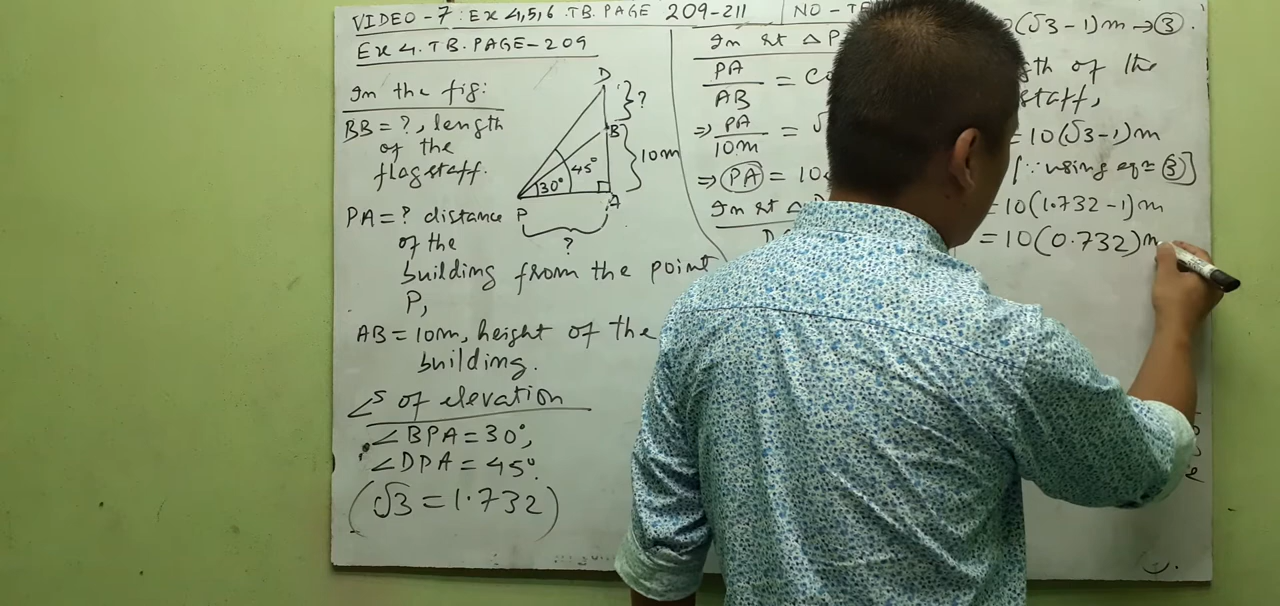 VIDEO-7: Ex 4,5,6 .TB. PAGE 209-211
NO-
Ex 4. TB. PAGE-209
In the fig:
BB = ?, length
of the
flagstaff.
PA = ? distance
of the
building from the point
P,
AB = 10m, height of the
building.
∠s of elevation
∠BPA = 30°,
∠DPA = 45°.
(√3 = 1.732)
D
?
B
10m
45°
30°
P
A
?
In rt △
PA
AB
=
⇒ PA
10m
= √
⇒ PA = 10
In rt △
(√3-1)m → 3.
of the
= 10(√3-1)m
[∵ using eqn 3]
= 10(1.732-1)m
= 10(0.732)m